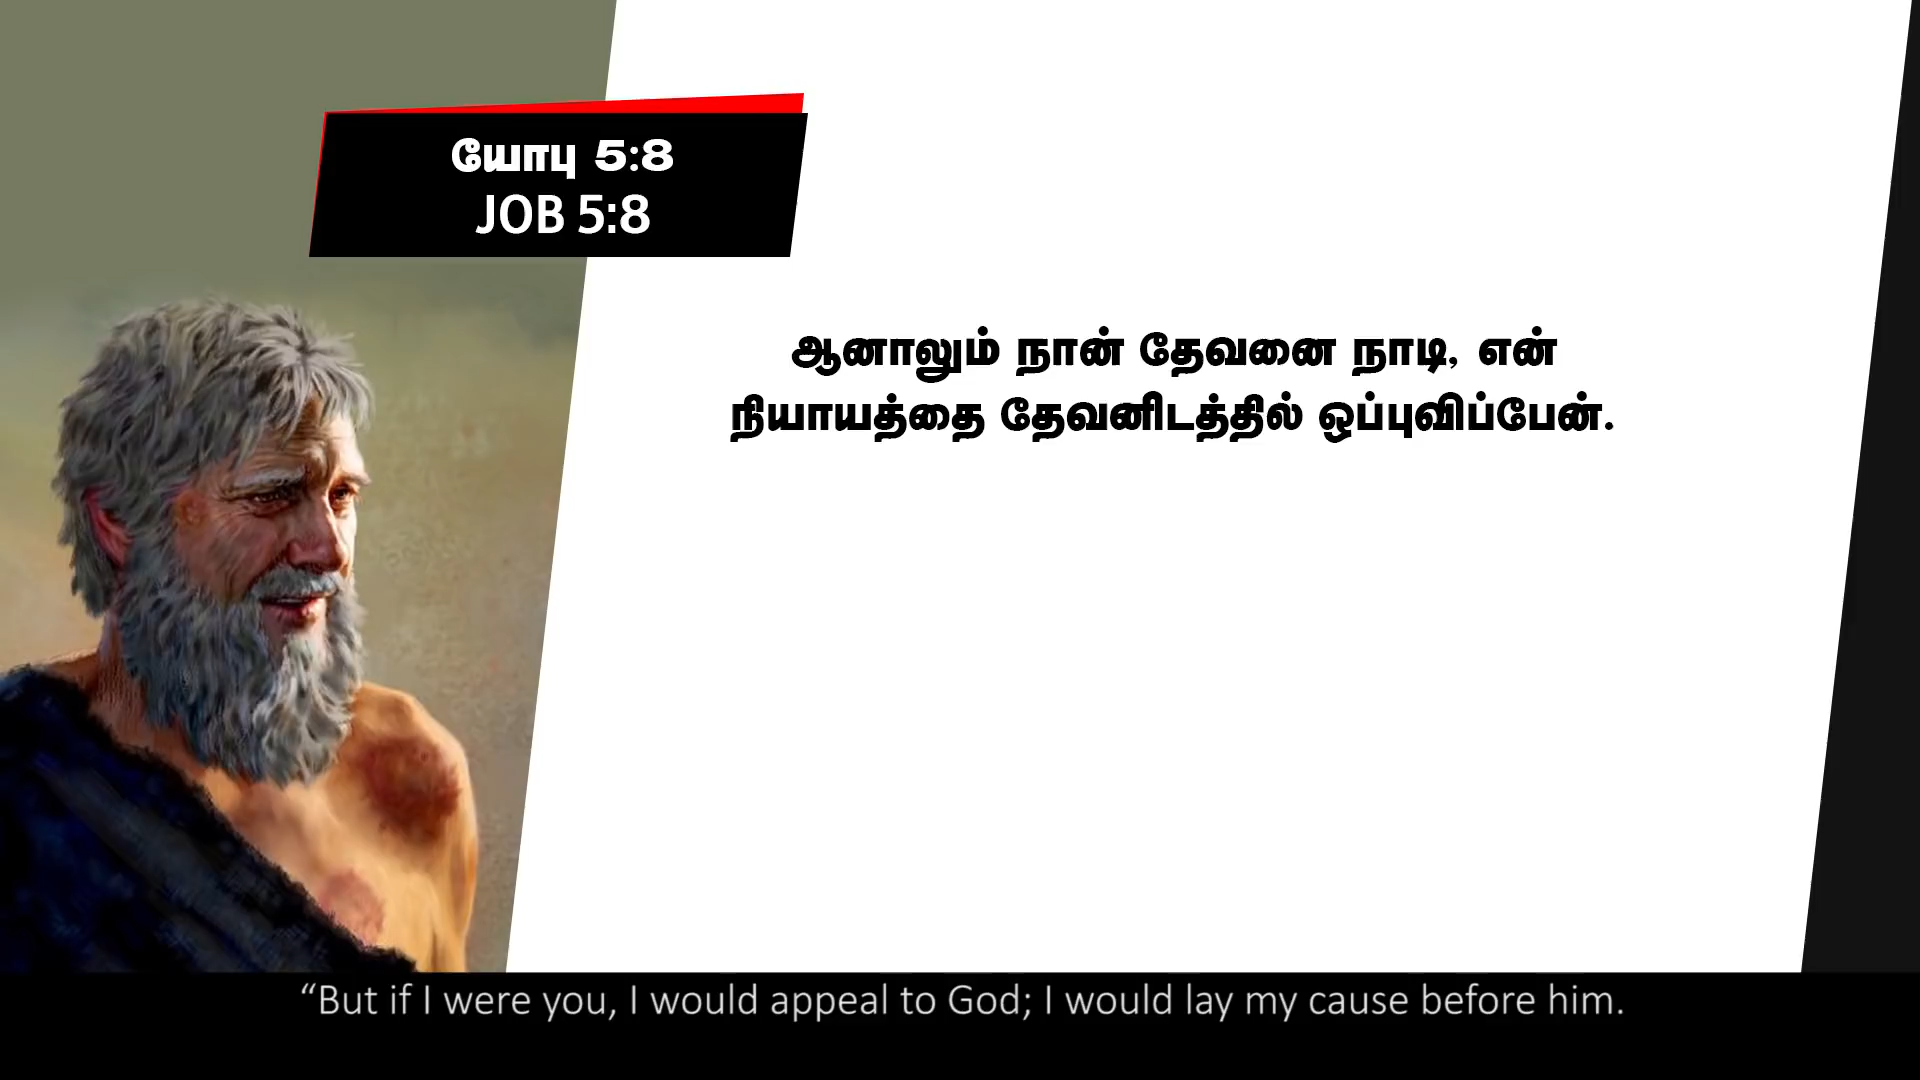 யோபு 5:8
JOB 5:8
ஆனாலும் நான் தேவனை நாடி, என்
நியாயத்தை தேவனிடத்தில் ஒப்புவிப்பேன்.
“But if I were you, I would appeal to God; I would lay my cause before him.